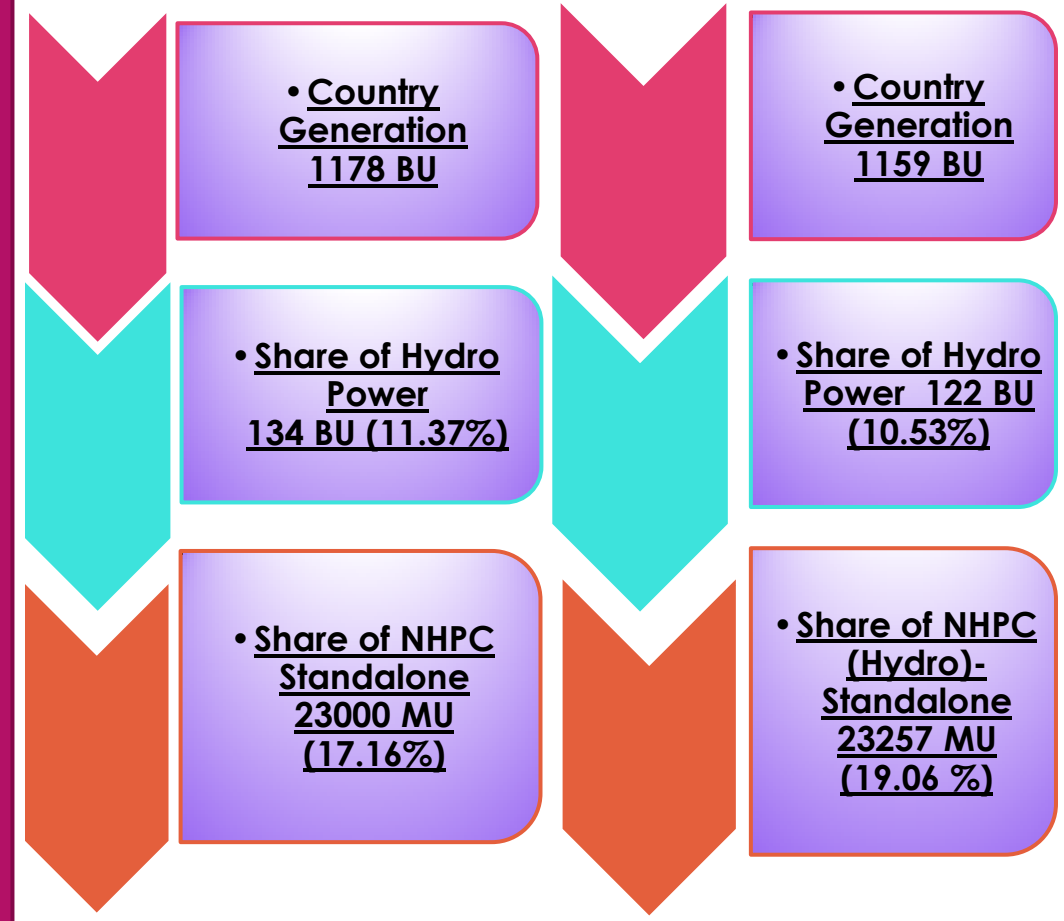 • Country
Generation
1178 BU
• Share of Hydro
Power
134 BU (11.37%)
• Share of NHPC
Standalone
23000 MU
(17.16%)
• Country
Generation
1159 BU
• Share of Hydro
Power  122 BU
(10.53%)
• Share of NHPC
(Hydro)-
Standalone
23257 MU
(19.06 %)